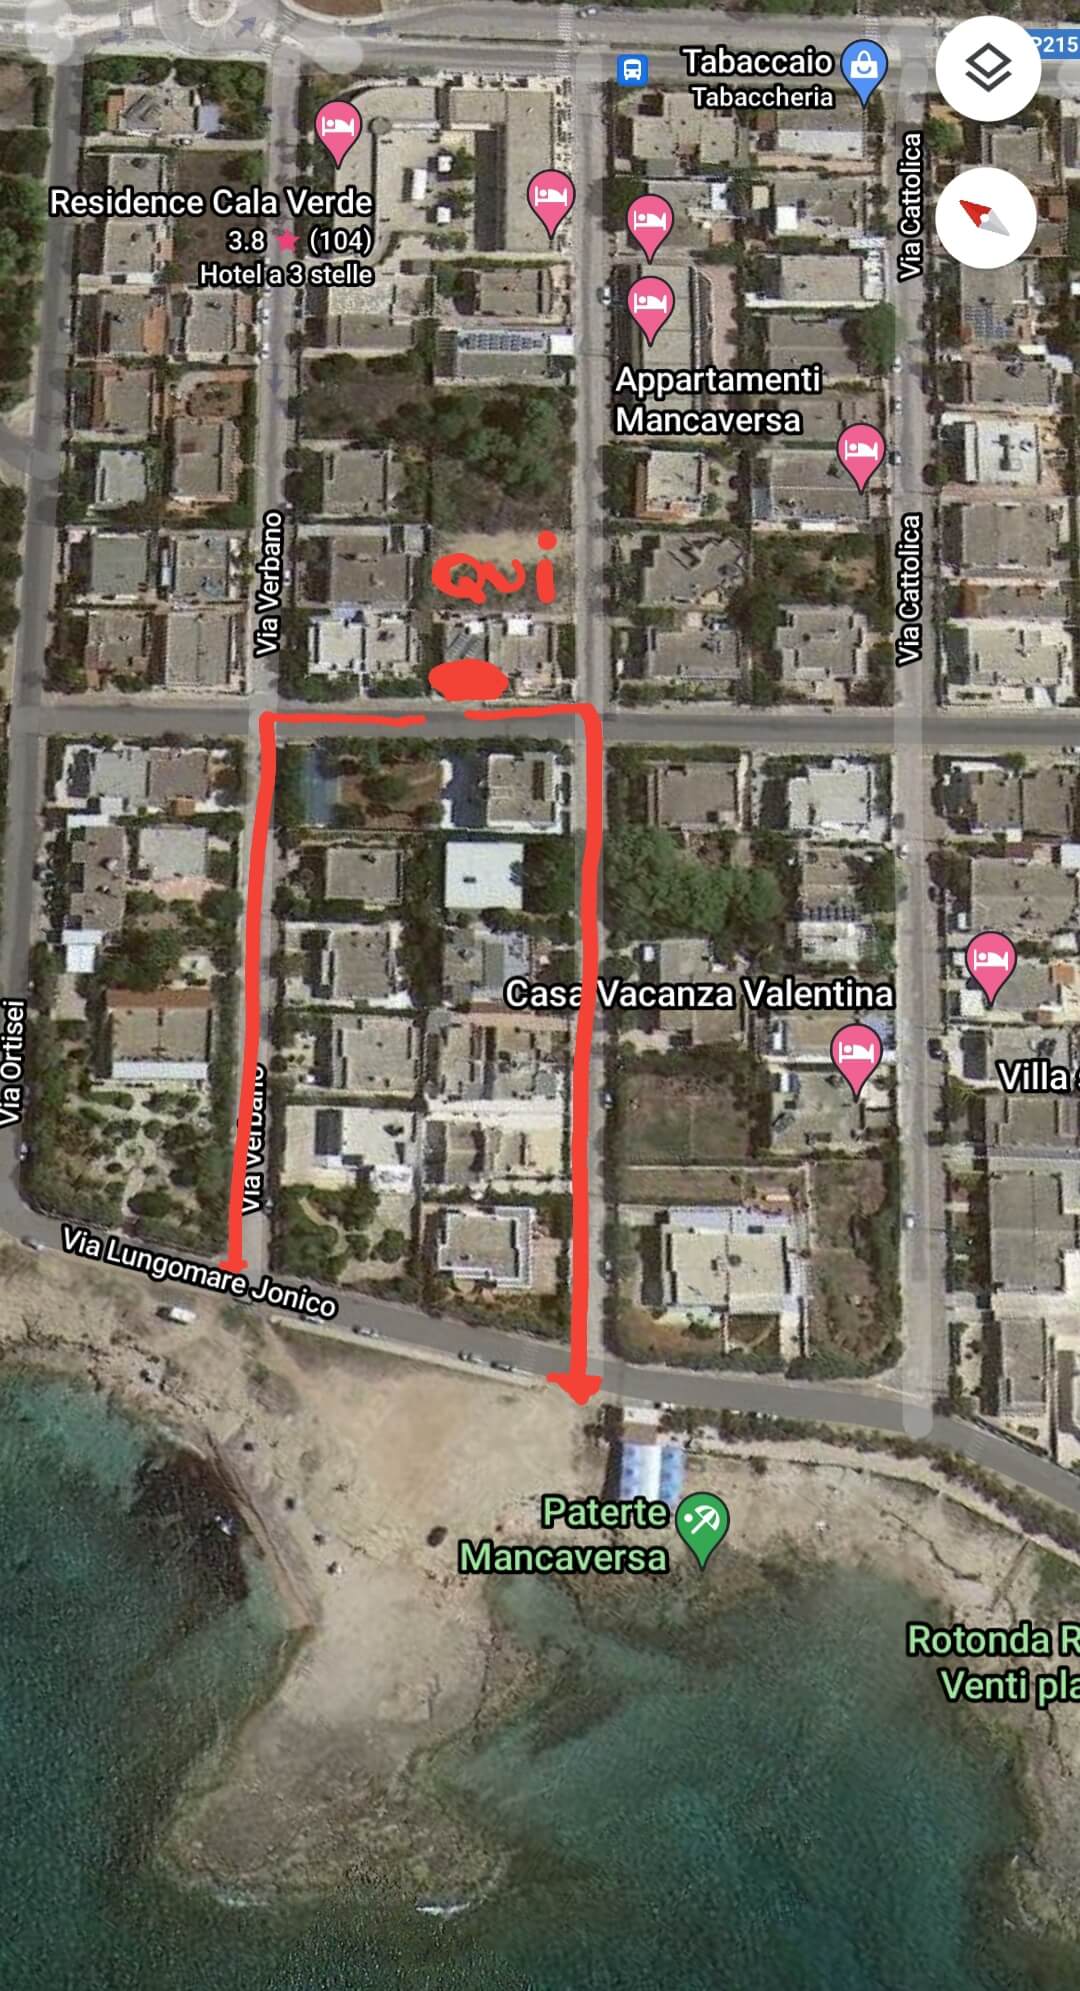 P215
Tabaccaio
Tabaccheria
Residence Cala Verde
3.8 ★ (104)
Hotel a 3 stelle
Via Cattolica
Appartamenti
Mancaversa
Via Verbano
Via Cattolica
Qui
Casa Vacanza Valentina
Via Ortisei
Villa
Via Verbano
Via Lungomare Jonico
Paterte
Mancaversa
Rotonda R
Venti pla